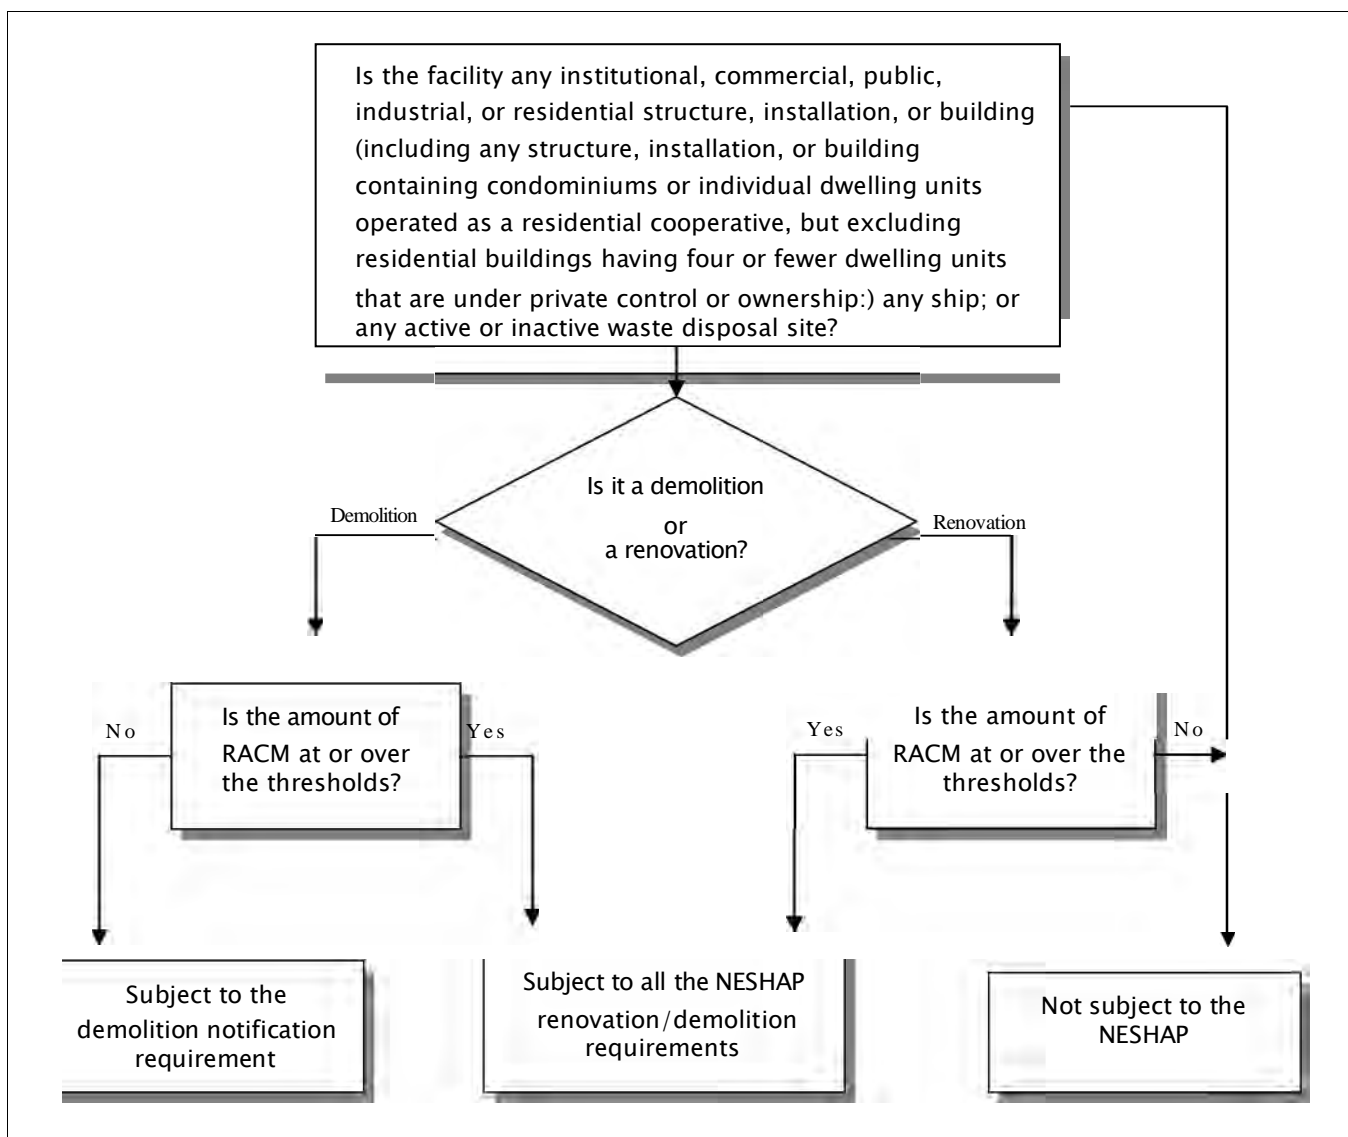 Is the facility any institutional, commercial, public,
industrial, or residential structure, installation, or building
(including any structure, installation, or building
containing condominiums or individual dwelling units
operated as a residential cooperative, but excluding
residential buildings having four or fewer dwelling units
that are under private control or ownership:) any ship; or
any active or inactive waste disposal site?
Is it a demolition
or
a renovation?
Demolition
Renovation
Is the amount of
RACM at or over
the thresholds?
No
Yes
Is the amount of
RACM at or over the
thresholds?
Yes
No
Subject to the
demolition notification
requirement
Subject to all the NESHAP
renovation/demolition
requirements
Not subject to the
NESHAP